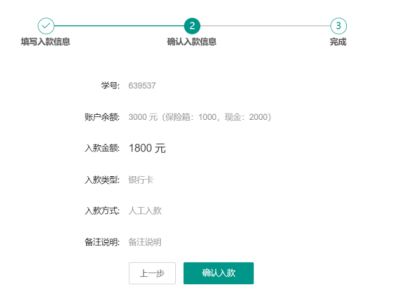 2 3
填写入款信息 确认入款信息 完成
学号: 639537
账户余额: 3000 元（保险箱：1000，现金：2000）
入款金额: 1800 元
入款类型: 银行卡
入款方式: 人工入款
备注说明: 备注说明
上一步 确认入款